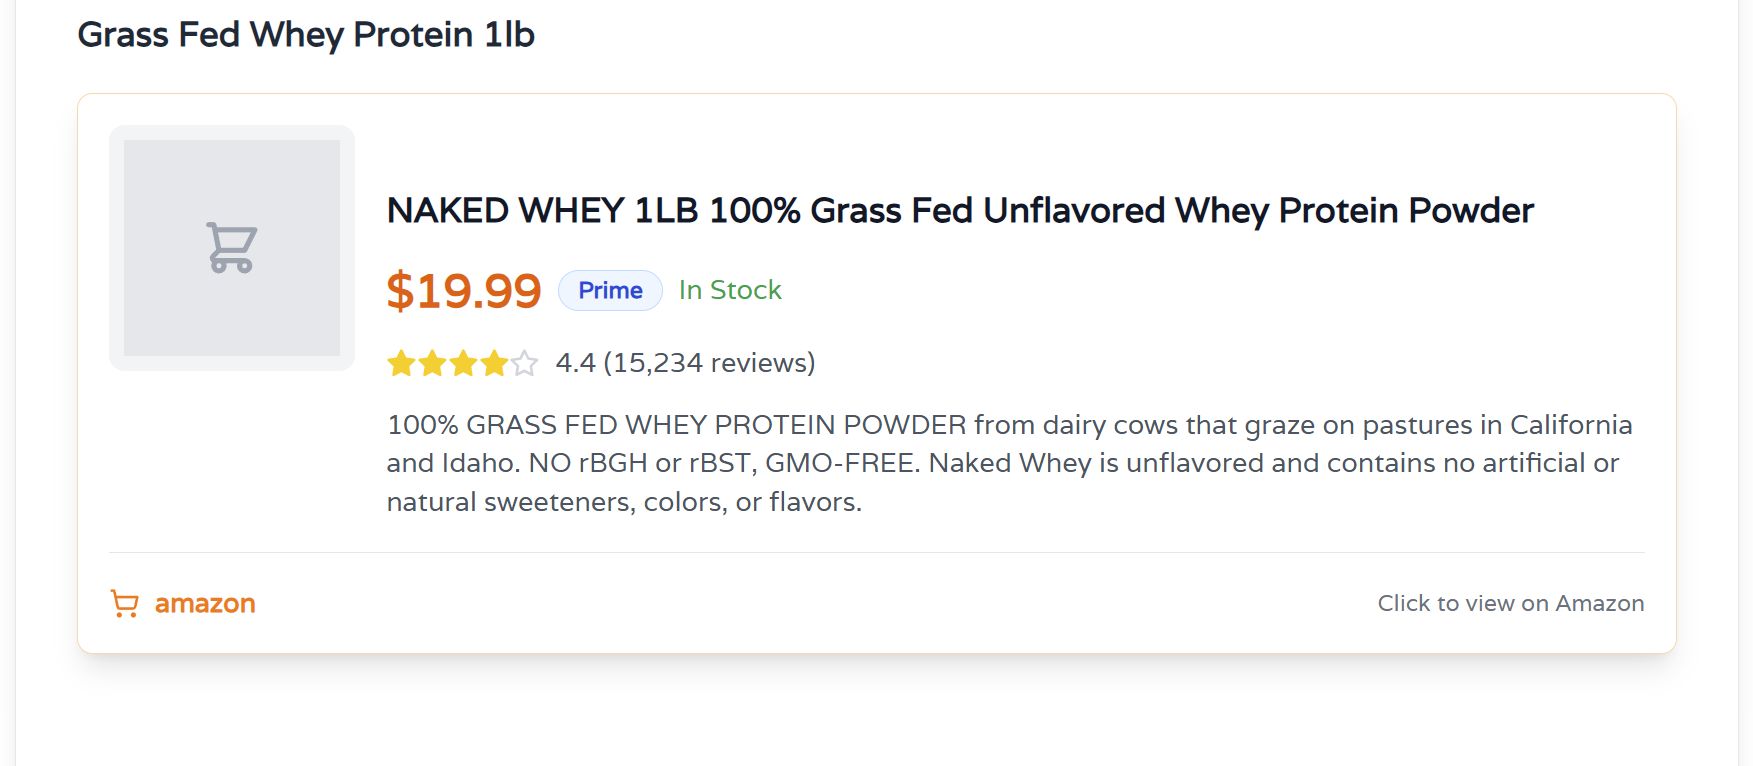 Grass Fed Whey Protein 1lb
NAKED WHEY 1LB 100% Grass Fed Unflavored Whey Protein Powder
$19.99 Prime In Stock
4.4 (15,234 reviews)
100% GRASS FED WHEY PROTEIN POWDER from dairy cows that graze on pastures in California
and Idaho. NO rBGH or rBST, GMO-FREE. Naked Whey is unflavored and contains no artificial or
natural sweeteners, colors, or flavors.
amazon
Click to view on Amazon